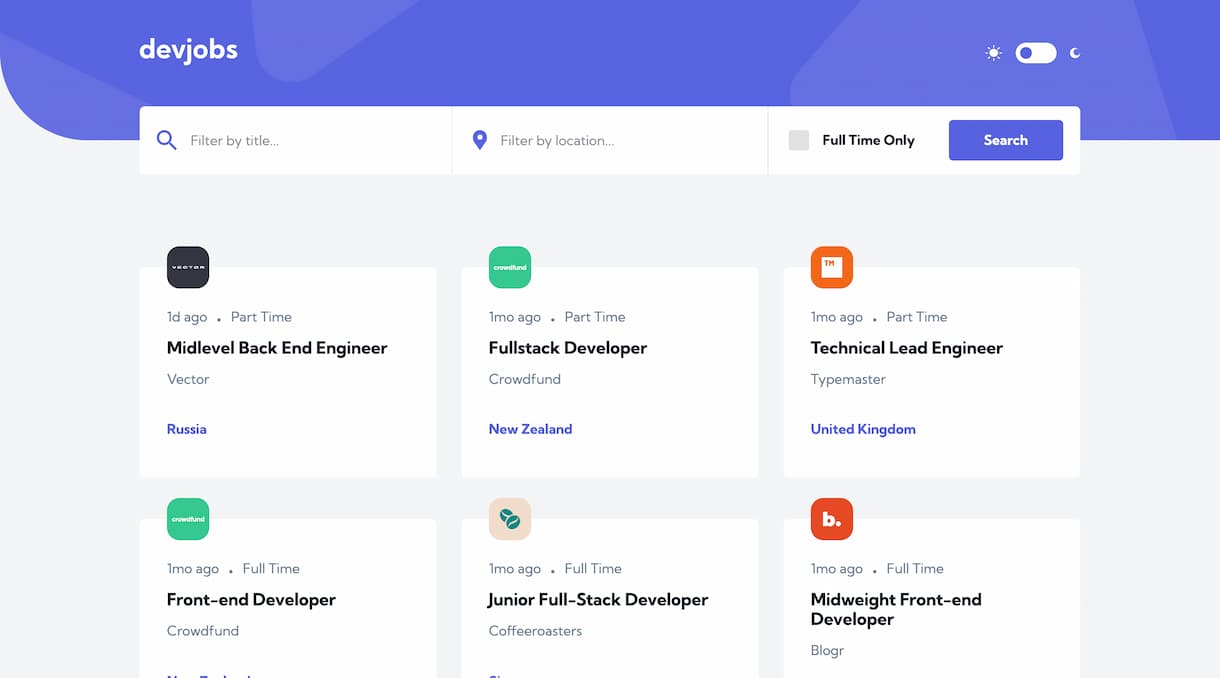 devjobs
Filter by title...
Filter by location...
Full Time Only
Search
VECTOR
crowdfund
TM
1d ago . Part Time
1mo ago . Part Time
1mo ago . Part Time
Midlevel Back End Engineer
Fullstack Developer
Technical Lead Engineer
Vector
Crowdfund
Typemaster
Russia
New Zealand
United Kingdom
crowdfund
b.
1mo ago . Full Time
1mo ago . Full Time
1mo ago . Full Time
Front-end Developer
Junior Full-Stack Developer
Midweight Front-end
Developer
Crowdfund
Coffeeroasters
Blogr